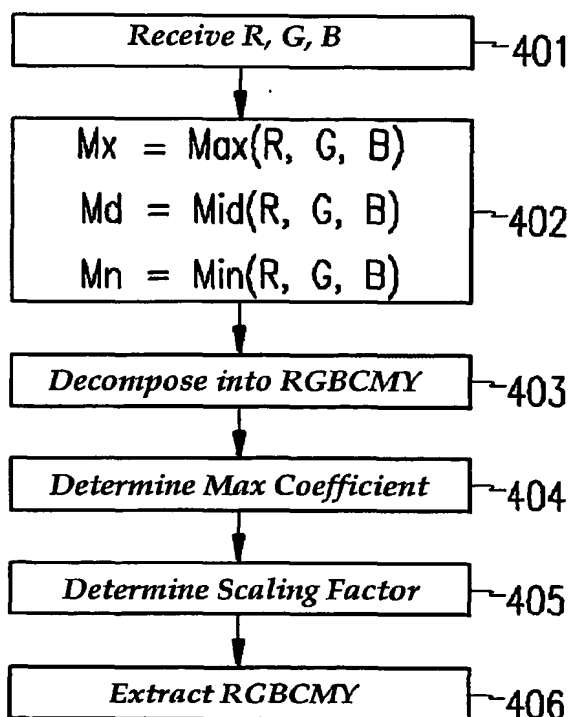 Receive R, G, B
401
Mx = Max(R, G, B)
Md = Mid(R, G, B)
402
Mn = Min(R, G, B)
Decompose into RGBCMY
403
Determine Max Coefficient
404
Determine Scaling Factor
405
Extract RGBCMY
406